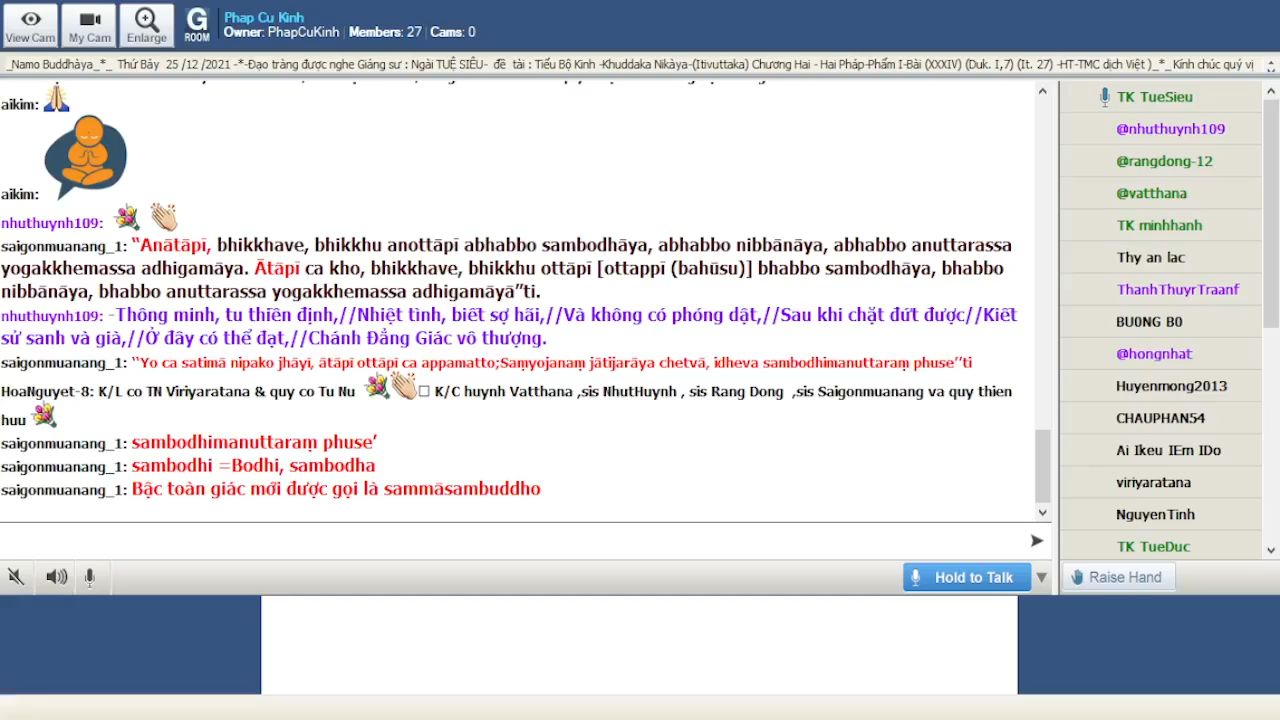 View Cam
My Cam
Enlarge
G
ROOM
Phap Cu Kinh
Owner: PhapCuKinh | Members: 27 | Cams: 0
_Namo Buddhàya_*_ Thứ Bảy 25 /12 /2021 -*-Đạo tràng được nghe Giảng sư : Ngài TUỆ SIÊU- đề tài : Tiểu Bộ Kinh -Khuddaka Nikàya-(Itivuttaka) Chương Hai - Hai Pháp-Phẩm I-Bài (XXXIV) (Duk. I,7) (It. 27) -HT-TMC dịch Việt )_*_Kính chúc quý vị
aikim:
aikim:
nhuthuynh109:
saigonmuanang_1: “Anātāpī, bhikkhave, bhikkhu anottāpī abhabbo sambodhāya, abhabbo nibbānāya, abhabbo anuttarassa
yogakkhemassa adhigamāya. Ātāpī ca kho, bhikkhave, bhikkhu ottāpī [ottappī (bahūsu)] bhabbo sambodhāya, bhabbo
nibbānāya, bhabbo anuttarassa yogakkhemassa adhigamāyā”ti.
nhuthuynh109: -Thông minh, tu thiền định,//Nhiệt tình, biết sợ hãi,//Và không có phóng dật,//Sau khi chặt đứt được//Kiết
sử sanh và già,//Ở đây có thể đạt,//Chánh Đẳng Giác vô thượng.
saigonmuanang_1: ‘‘Yo ca satimā nipako jhāyī, ātāpī ottāpī ca appamatto;Saṃyojanaṃ jātijarāya chetvā, idheva sambodhimanuttaraṃ phuse’’ti
HoaNguyet-8: K/L co TN Viriyaratana & quy co Tu Nu K/C huynh Vatthana ,sis NhutHuynh , sis Rang Dong ,sis Saigonmuanang va quy thien
huu
saigonmuanang_1: sambodhimanuttaraṃ phuse’
saigonmuanang_1: sambodhi =Bodhi, sambodha
saigonmuanang_1: Bậc toàn giác mới được gọi là sammāsambuddho
Hold to Talk
TK TueSieu
@nhuthuynh109
@rangdong-12
@vatthana
TK minhhanh
Thy an lac
ThanhThuyrTraanf
BU0NG B0
@hongnhat
Huyenmong2013
CHAUPHAN54
Ai Ikeu IEm IDo
viriyaratana
NguyenTinh
TK TueDuc
Raise Hand